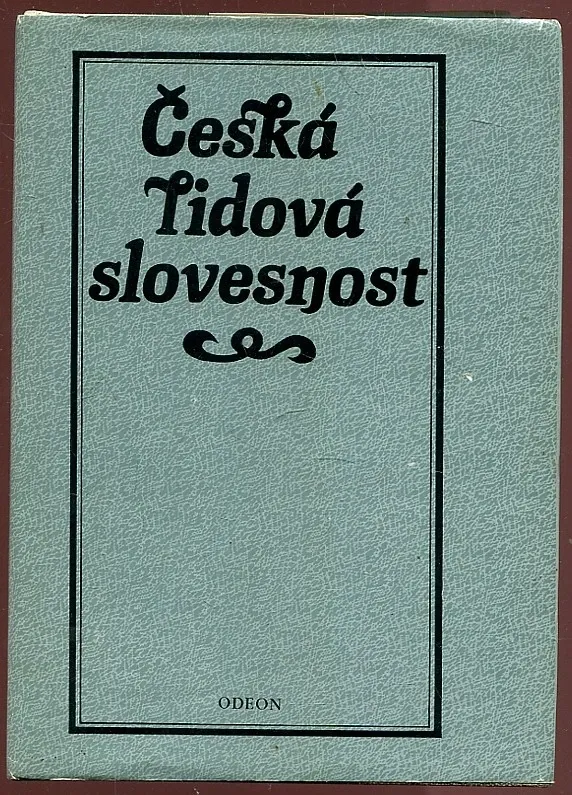 Česká
lidová
slovesnost
ODEON